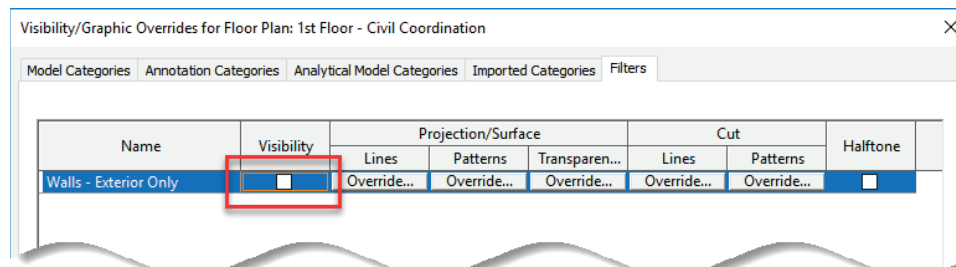 Visibility/Graphic Overrides for Floor Plan: 1st Floor - Civil Coordination
Model Categories Annotation Categories Analytical Model Categories Imported Categories Filters
Name Visibility Projection/Surface Cut Halftone
Lines Patterns Transparen... Lines Patterns
Walls - Exterior Only Override... Override... Override... Override... Override...